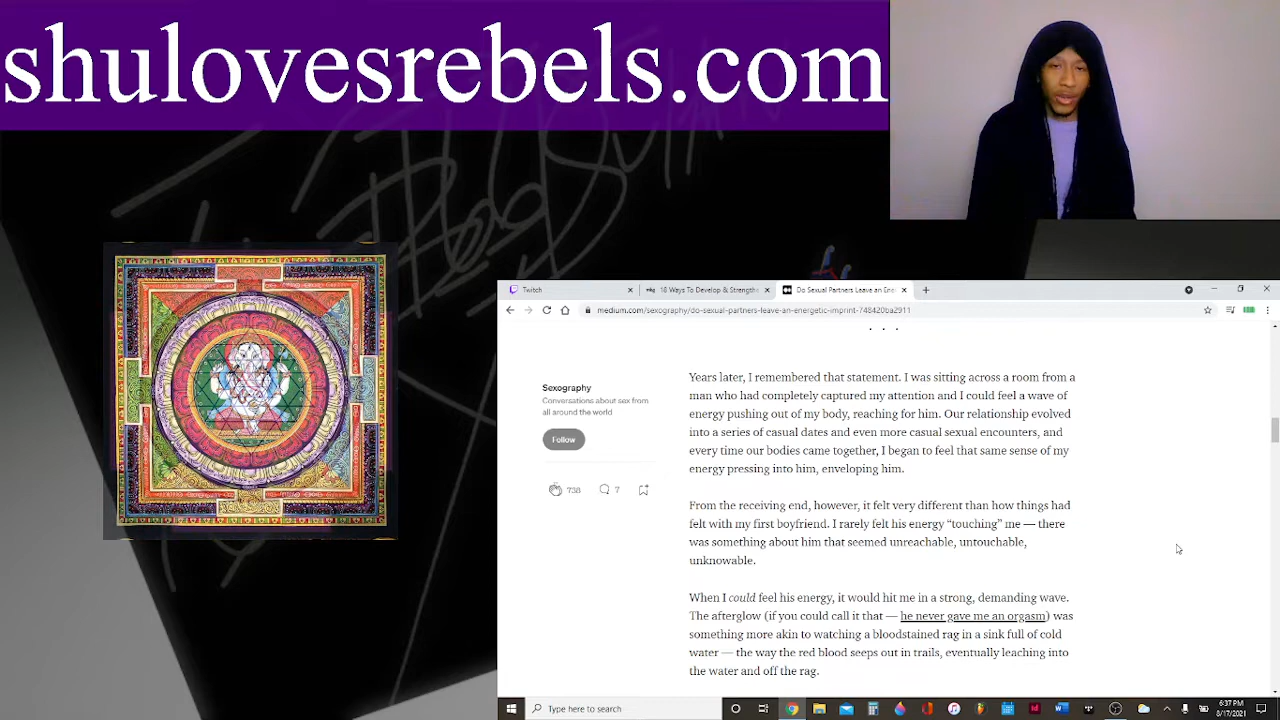 shulovesrebels.com
Twitch
10 Ways To Develop & Strengthe
Do Sexual Partners Leave an Ene
medium.com/sexography/do-sexual-partners-leave-an-energetic-imprint-748420ba2911
Sexography
Conversations about sex from
all around the world
Follow
738
7
Years later, I remembered that statement. I was sitting across a room from a
man who had completely captured my attention and I could feel a wave of
energy pushing out of my body, reaching for him. Our relationship evolved
into a series of casual dates and even more casual sexual encounters, and
every time our bodies came together, I began to feel that same sense of my
energy pressing into him, enveloping him.
From the receiving end, however, it felt very different than how things had
felt with my first boyfriend. I rarely felt his energy “touching” me — there
was something about him that seemed unreachable, untouchable,
unknowable.
When I could feel his energy, it would hit me in a strong, demanding wave.
The afterglow (if you could call it that — he never gave me an orgasm) was
something more akin to watching a bloodstained rag in a sink full of cold
water — the way the red blood seeps out in trails, eventually leaching into
the water and off the rag.
Type here to search
6:37 PM
8/17/2021